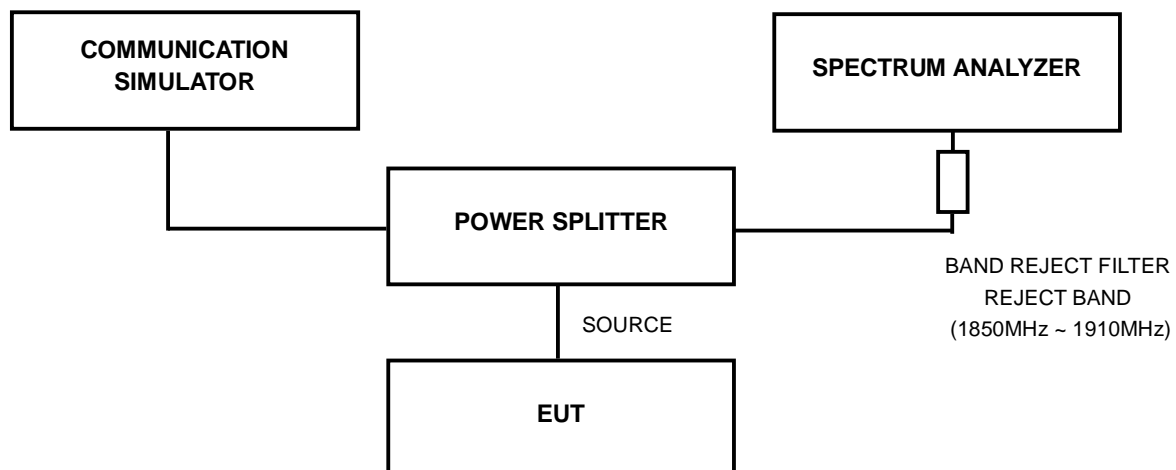 COMMUNICATION
SIMULATOR
SPECTRUM ANALYZER
POWER SPLITTER
BAND REJECT FILTER
REJECT BAND
(1850MHz ~ 1910MHz)
SOURCE
EUT